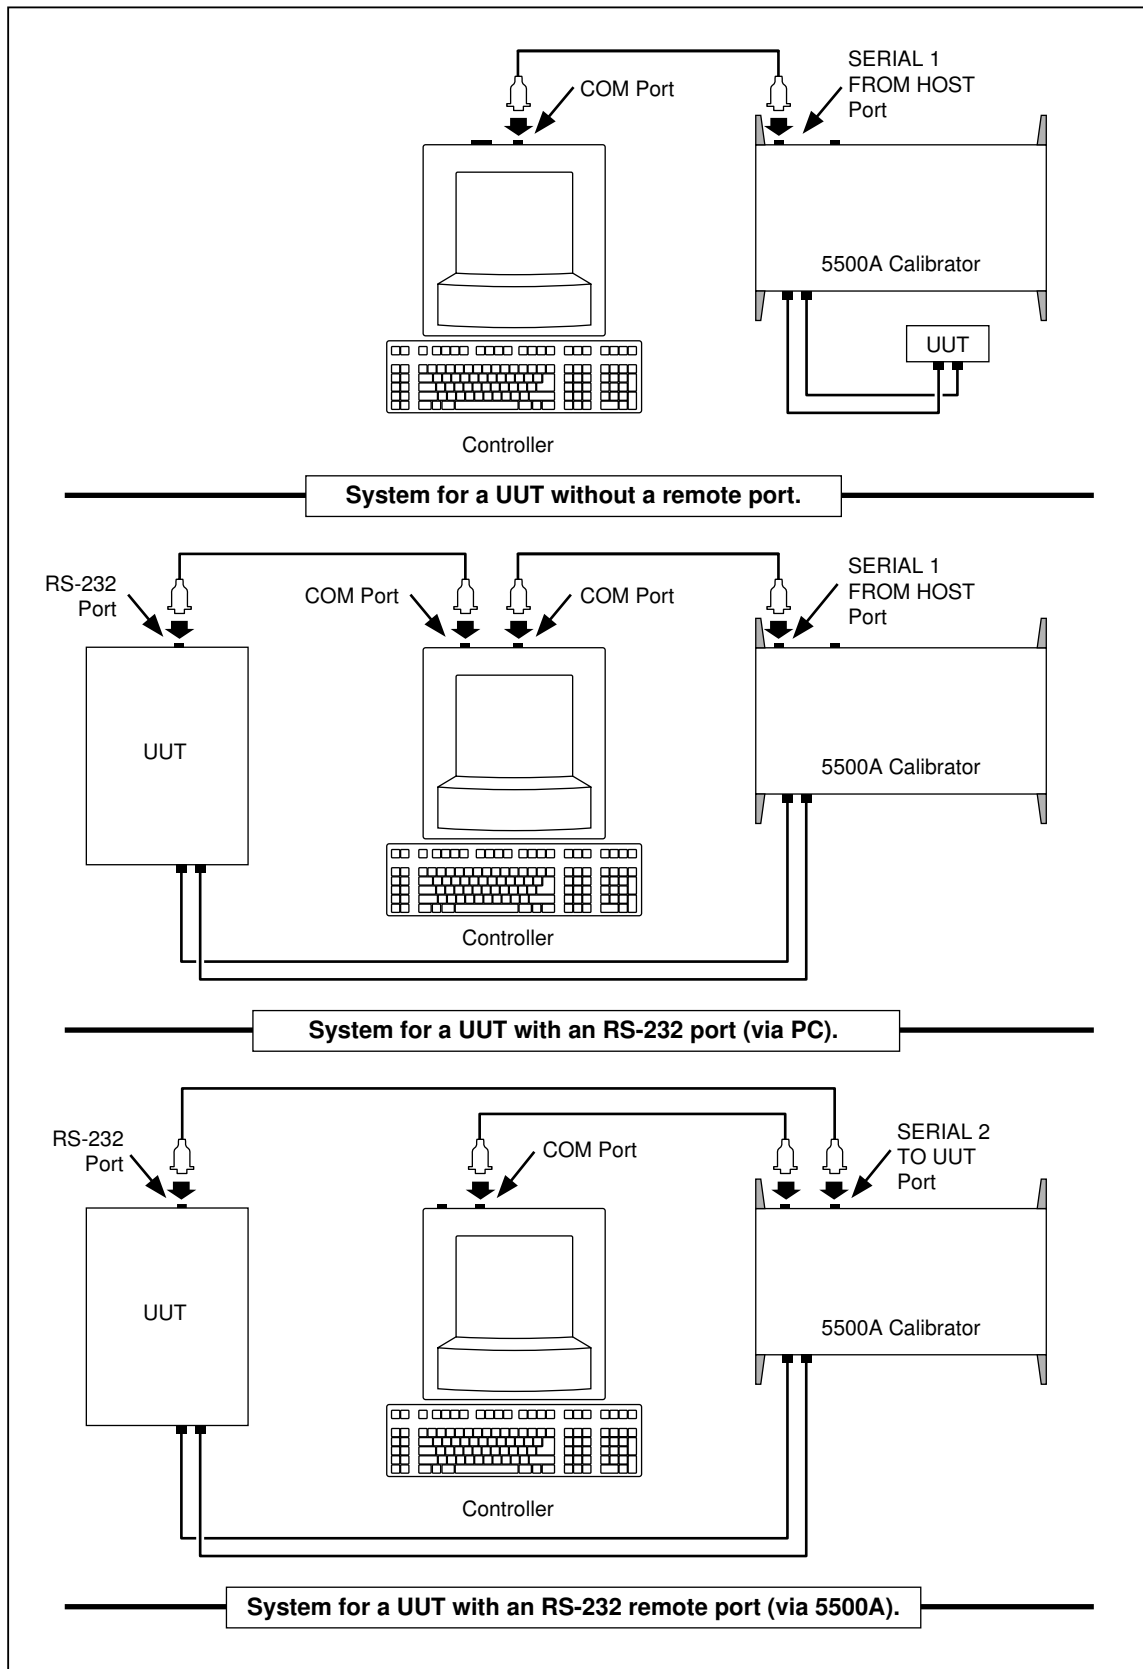 COM Port
SERIAL 1
FROM HOST
Port
5500A Calibrator
UUT
Controller
System for a UUT without a remote port.
RS-232
Port
COM Port
COM Port
SERIAL 1
FROM HOST
Port
UUT
5500A Calibrator
Controller
System for a UUT with an RS-232 port (via PC).
RS-232
Port
COM Port
SERIAL 2
TO UUT
Port
UUT
5500A Calibrator
Controller
System for a UUT with an RS-232 remote port (via 5500A).